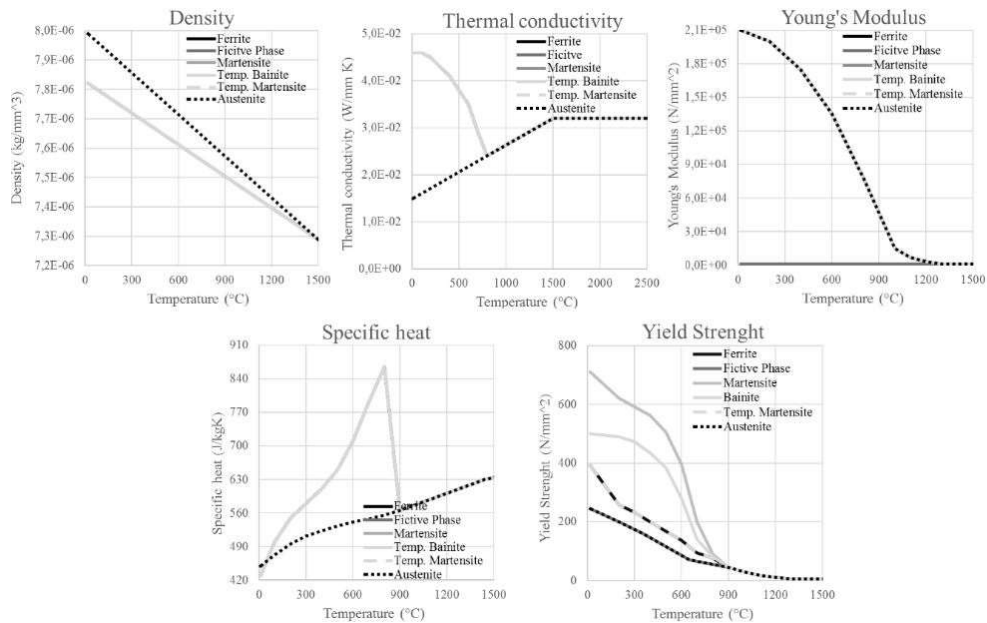 Density
8,0E-06
7,9E-06
7,8E-06
7,7E-06
7,6E-06
7,5E-06
7,4E-06
7,3E-06
7,2E-06
Density (kg/mm^3)
0 300 600 900 1200 1500
Temperature (°C)
Ferrite
Ficitve Phase
Martensite
Temp. Bainite
Temp. Martensite
Austenite
Thermal conductivity
5,0E-02
4,0E-02
3,0E-02
2,0E-02
1,0E-02
0,0E+00
Thermal conductivity (W/mm K)
0 500 1000 1500 2000 2500
Temperature (°C)
Ferrite
Ficitve
Martensite
Temp. Bainite
Temp. Martensite
Austenite
Young's Modulus
2,1E+05
2,1E+05
1,7E+05
1,3E+05
9,0E+04
5,0E+04
2,1E+04
0,0E+00
Young's Modulus (N/mm^2)
0 300 600 900 1200 1500
Temperature (°C)
Ferrite
Ficitve Phase
Martensite
Temp. Bainite
Temp. Martensite
Austenite
Specific heat
910
840
770
700
630
560
490
420
Specific heat (J/kgK)
0 300 600 900 1200 1500
Temperature (°C)
Ferrite
Fictive Phase
Martensite
Temp. Bainite
Temp. Martensite
Austenite
Yield Strenght
800
600
400
200
0
Yield Strenght (N/mm^2)
0 300 600 900 1200 1500
Temperature (°C)
Ferrite
Fictive Phase
Martensite
Bainite
Temp. Martensite
Austenite